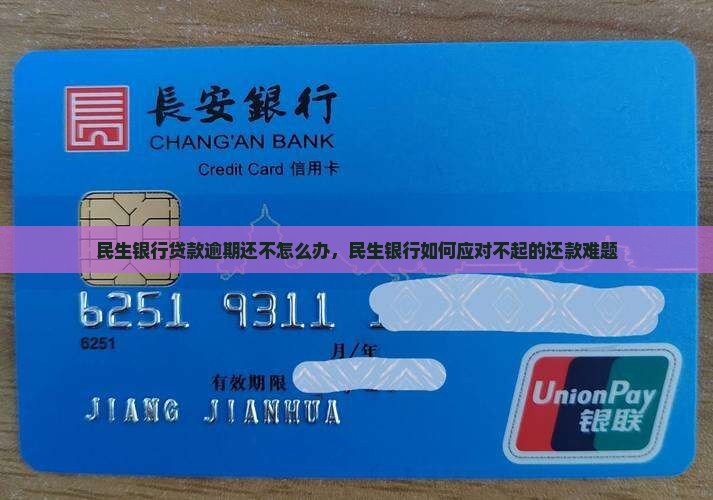 長安銀行
CHANG'AN BANK
Credit Card 信用卡
民生银行贷款逾期还不怎么办，民生银行如何应对不起的还款难题
6251 9311 1
6251
月/年
有效期限
JIANG JIANHUA
UnionPay
银联